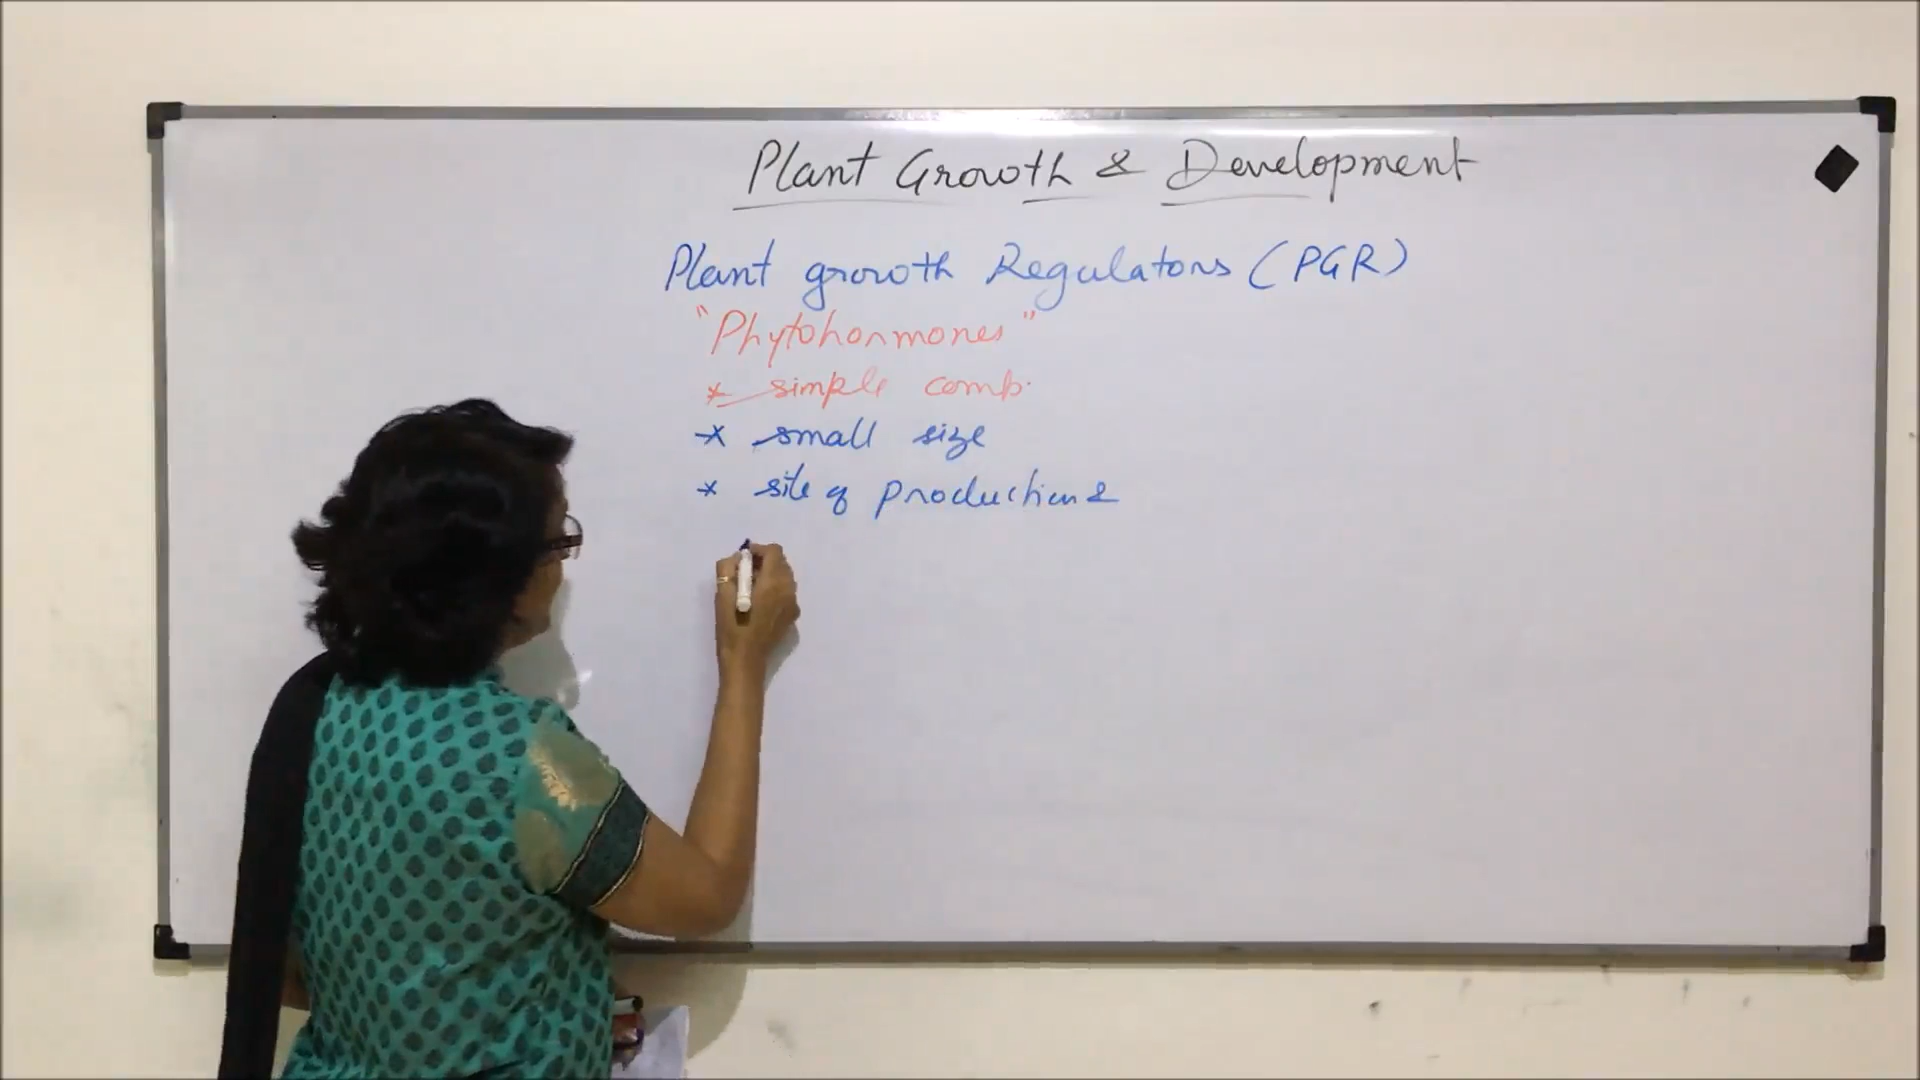 Plant Growth & Development
Plant growth Regulators (PGR)
"Phytohormones"
* simple comp.
* small size
* site of production &